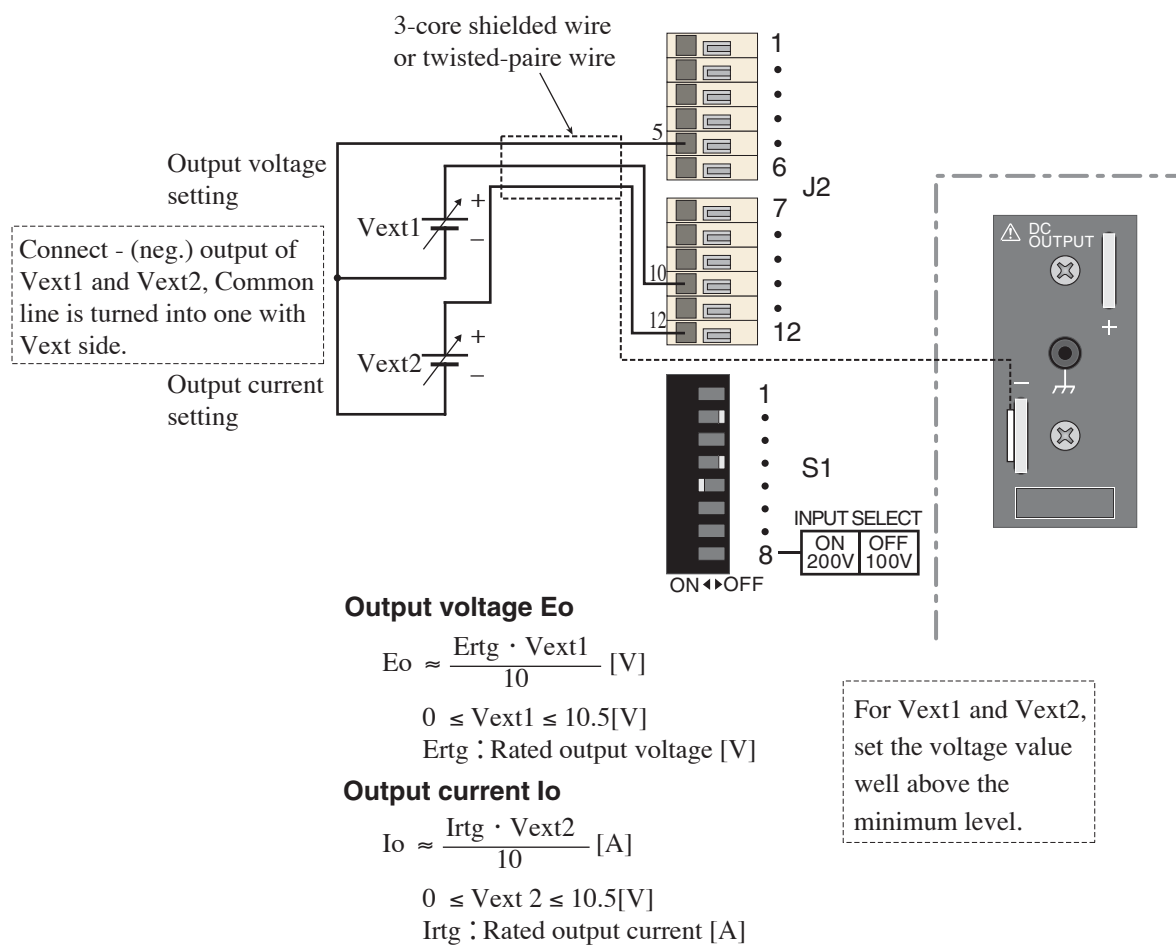 3-core shielded wire
or twisted-paire wire
1
5
6
J2
Output voltage
setting
7
Vext1
+
−
10
Connect - (neg.) output of
Vext1 and Vext2, Common
line is turned into one with
Vext side.
12
12
Vext2
+
−
Output current
setting
⚠ DC
OUTPUT
+
−
1
S1
INPUT SELECT
8
ON OFF
200V 100V
ON ◂▸ OFF
Output voltage Eo
Eo ≈ Ertg · Vext1 / 10 [V]
0 ≤ Vext1 ≤ 10.5[V]
Ertg : Rated output voltage [V]
Output current Io
Io ≈ Irtg · Vext2 / 10 [A]
0 ≤ Vext 2 ≤ 10.5[V]
Irtg : Rated output current [A]
For Vext1 and Vext2,
set the voltage value
well above the
minimum level.